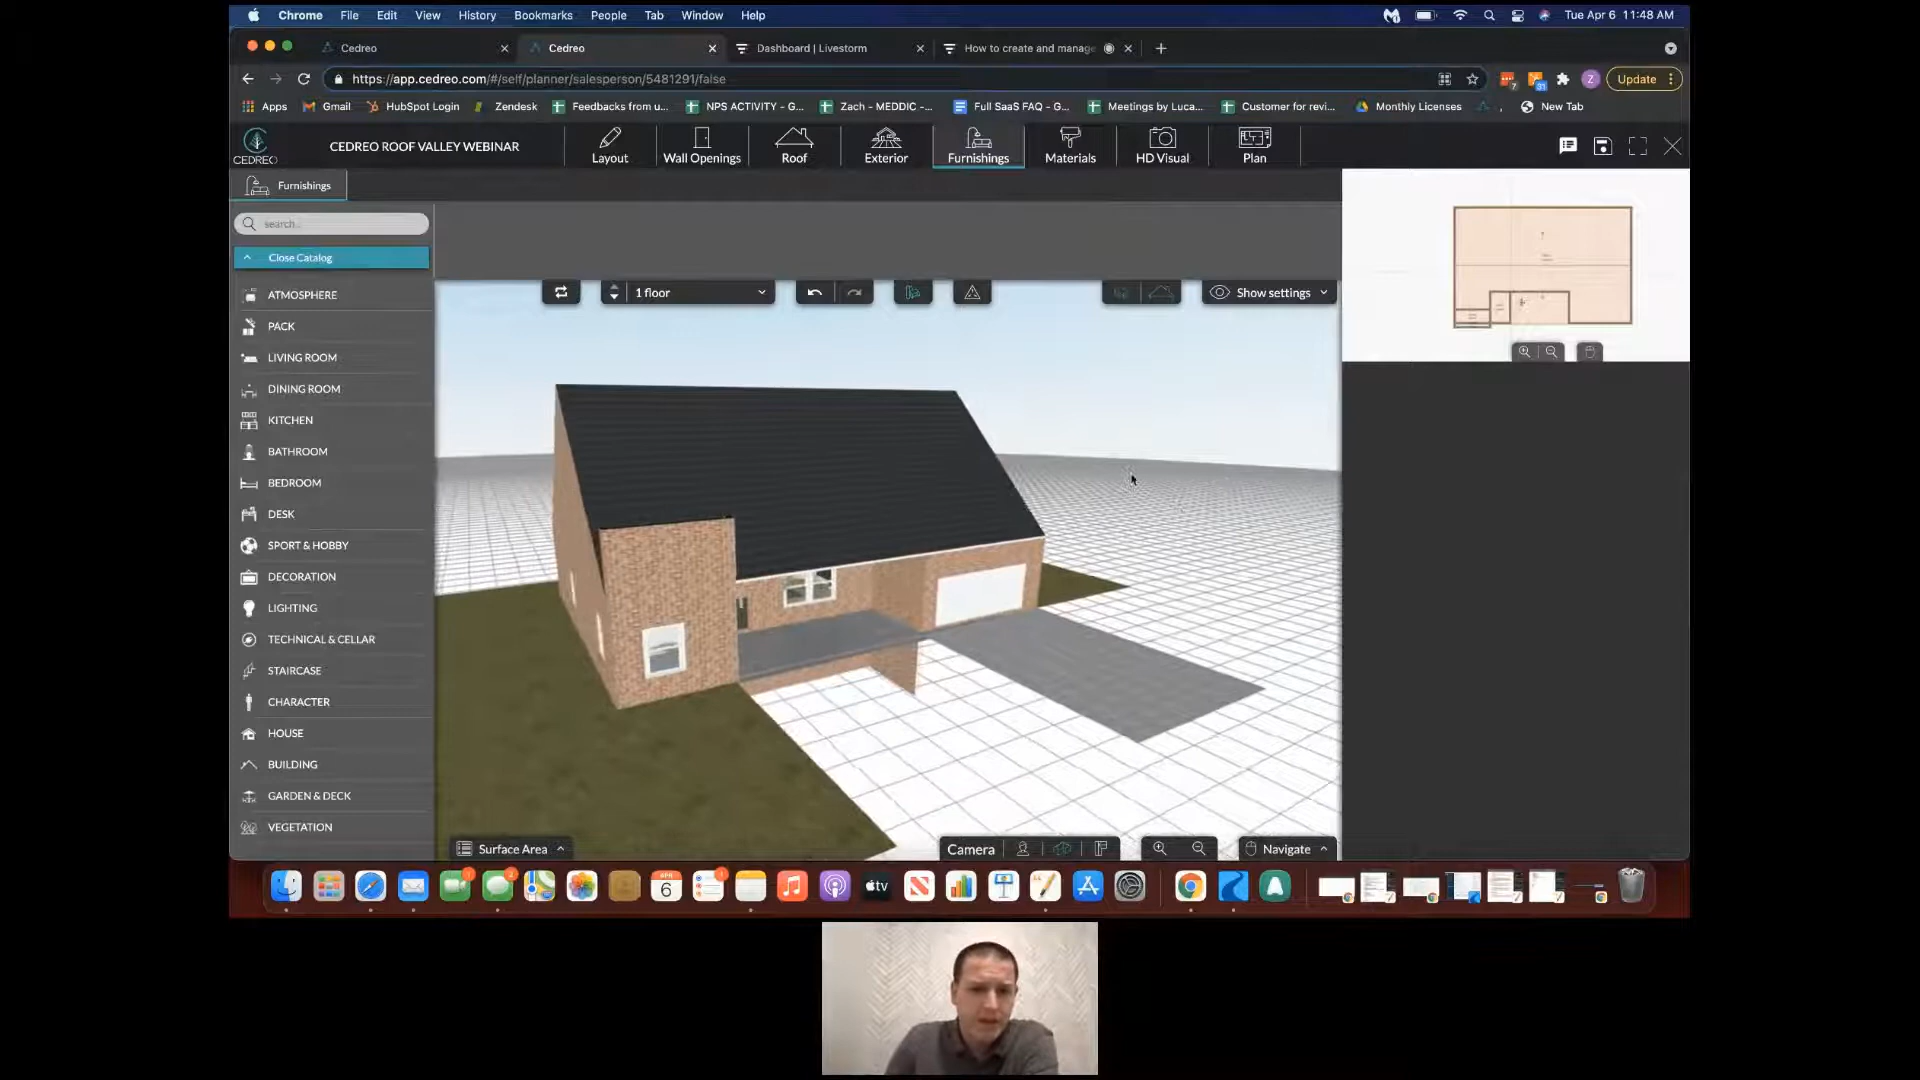 Chrome File Edit View History Bookmarks People Tab Window Help Tue Apr 6 11:48 AM
Cedreo Cedreo Dashboard | Livestorm How to create and manage
https://app.cedreo.com/#/self/planner/salesperson/5481291/false Update
Apps Gmail HubSpot Login Zendesk Feedbacks from u... NPS ACTIVITY - G... Zach - MEDDIC -... Full SaaS FAQ - G... Meetings by Luca... Customer for revi... Monthly Licenses New Tab
CEDREO CEDREO ROOF VALLEY WEBINAR Layout Wall Openings Roof Exterior Furnishings Materials HD Visual Plan
Furnishings
search...
Close Catalog
1 floor Show settings
ATMOSPHERE
PACK
LIVING ROOM
DINING ROOM
KITCHEN
BATHROOM
BEDROOM
DESK
SPORT & HOBBY
DECORATION
LIGHTING
TECHNICAL & CELLAR
STAIRCASE
CHARACTER
HOUSE
BUILDING
GARDEN & DECK
VEGETATION
Surface Area Camera Navigate
APR
6
tv